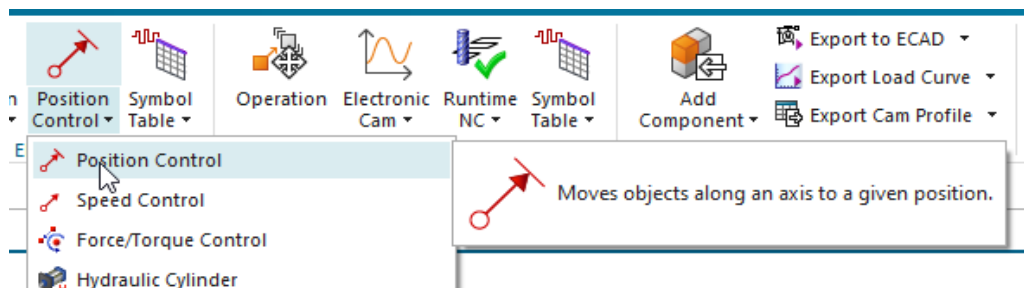 Position Control
Symbol Table
Operation
Electronic Cam
Runtime NC
Symbol Table
Add Component
Export to ECAD
Export Load Curve
Export Cam Profile
n
E
Position Control
Speed Control
Force/Torque Control
Hydraulic Cylinder
Moves objects along an axis to a given position.